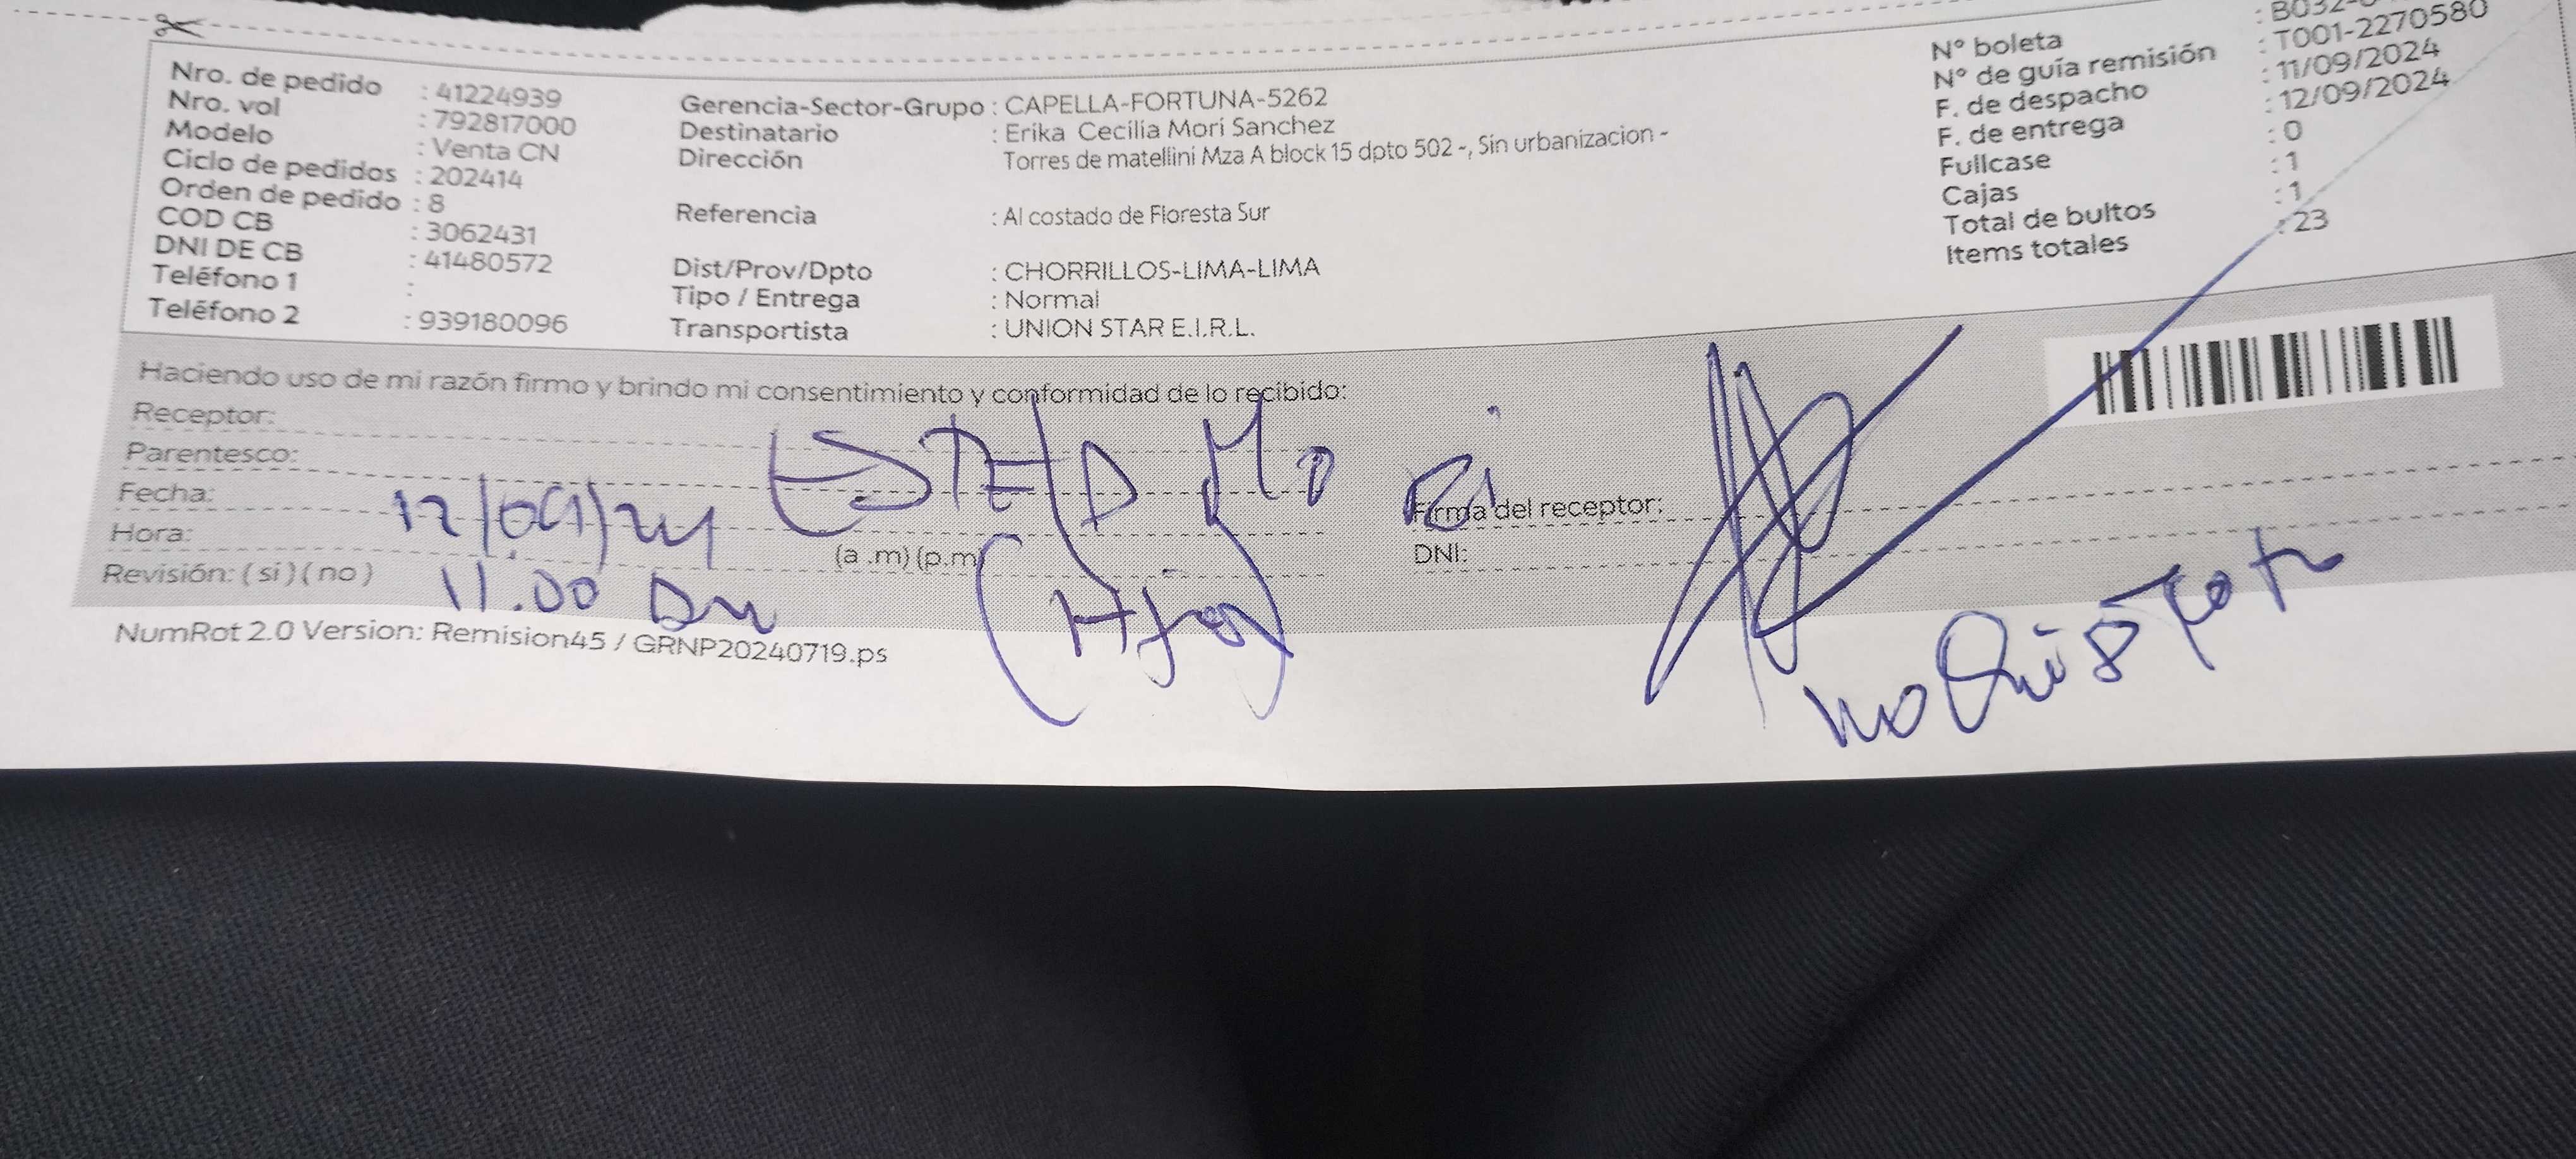 Nro. de pedido : 41224939
Nro. vol : 792817000
Modelo : Venta CN
Ciclo de pedidos : 202414
Orden de pedido : 8
COD CB : 3062431
DNI DE CB : 41480572
Teléfono 1 :
Teléfono 2 : 939180096
Gerencia-Sector-Grupo : CAPELLA-FORTUNA-5262
Destinatario : Erika Cecilia Mori Sanchez
Dirección Torres de matellini Mza A block 15 dpto 502 -, Sin urbanizacion -
Referencia : Al costado de Floresta Sur
Dist/Prov/Dpto : CHORRILLOS-LIMA-LIMA
Tipo / Entrega : Normal
Transportista : UNION STAR E.I.R.L.
N° boleta
N° de guía remisión : T001-2270580
F. de despacho : 11/09/2024
F. de entrega : 12/09/2024
Fullcase : 0
Cajas : 1
Total de bultos : 1
Items totales : 23
Haciendo uso de mi razón firmo y brindo mi consentimiento y conformidad de lo recibido:
Receptor:
Parentesco: Mori
Fecha: 12/09/24
Firma del receptor:
Hora: 11:00 (a .m) (p.m)
DNI:
Revisión: ( si ) ( no )
NumRot 2.0 Version: Remision45 / GRNP20240719.ps
no Quiso Foto